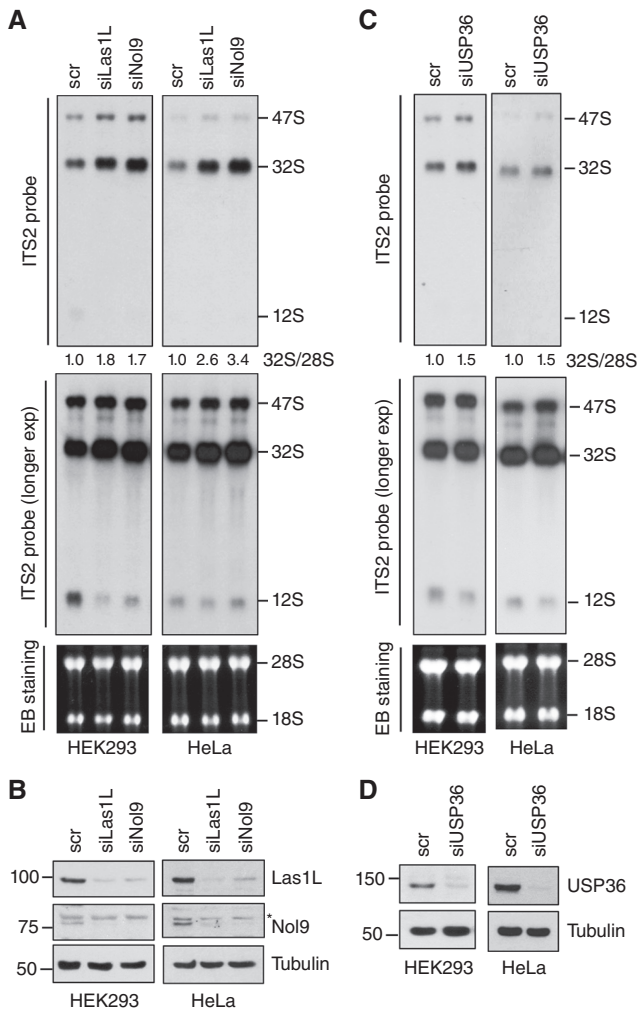 A
scr siLas1L siNol9 scr siLas1L siNol9
ITS2 probe
47S
32S
12S
1.0 1.8 1.7 1.0 2.6 3.4 32S/28S
ITS2 probe (longer exp)
47S
32S
12S
EB staining
28S
18S
HEK293 HeLa
B
scr siLas1L siNol9 scr siLas1L siNol9
100 Las1L
75 * Nol9
50 Tubulin
HEK293 HeLa
C
scr siUSP36 scr siUSP36
ITS2 probe
47S
32S
12S
1.0 1.5 1.0 1.5 32S/28S
ITS2 probe (longer exp)
47S
32S
12S
EB staining
28S
18S
HEK293 HeLa
D
scr siUSP36 scr siUSP36
150 USP36
50 Tubulin
HEK293 HeLa